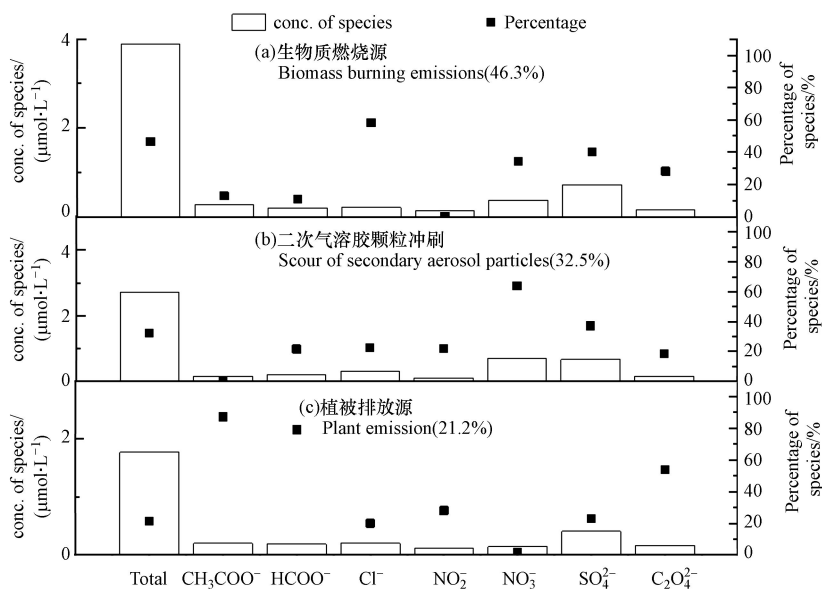 conc. of species
Percentage
(a)生物质燃烧源
Biomass burning emissions(46.3%)
conc. of species/
(μmol·L⁻¹)
4
2
0
100
80
60
40
20
0
Percentage of
species/%
(b)二次气溶胶颗粒冲刷
Scour of secondary aerosol particles(32.5%)
conc. of species/
(μmol·L⁻¹)
4
2
0
100
80
60
40
20
0
Percentage of
species/%
(c)植被排放源
Plant emission(21.2%)
conc. of species/
(μmol·L⁻¹)
2
0
100
80
60
40
20
0
Percentage of
species/%
Total CH₃COO⁻ HCOO⁻ Cl⁻ NO₂⁻ NO₃⁻ SO₄²⁻ C₂O₄²⁻